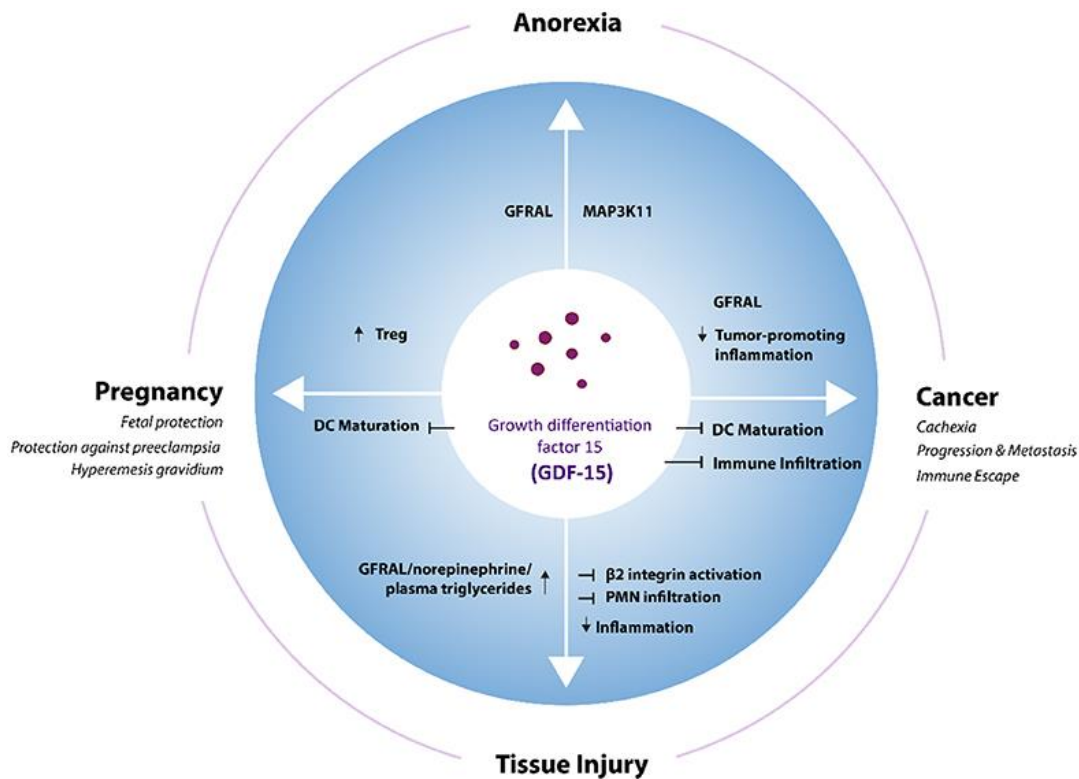 Anorexia
GFRAL
MAP3K11
GFRAL
↓ Tumor-promoting
inflammation
↑ Treg
Pregnancy
Fetal protection
Protection against preeclampsia
Hyperemesis gravidium
DC Maturation
Growth differentiation
factor 15
(GDF-15)
DC Maturation
Immune Infiltration
Cancer
Cachexia
Progression & Metastasis
Immune Escape
GFRAL/norepinephrine/
plasma triglycerides ↑
β2 integrin activation
PMN infiltration
↓ Inflammation
Tissue Injury